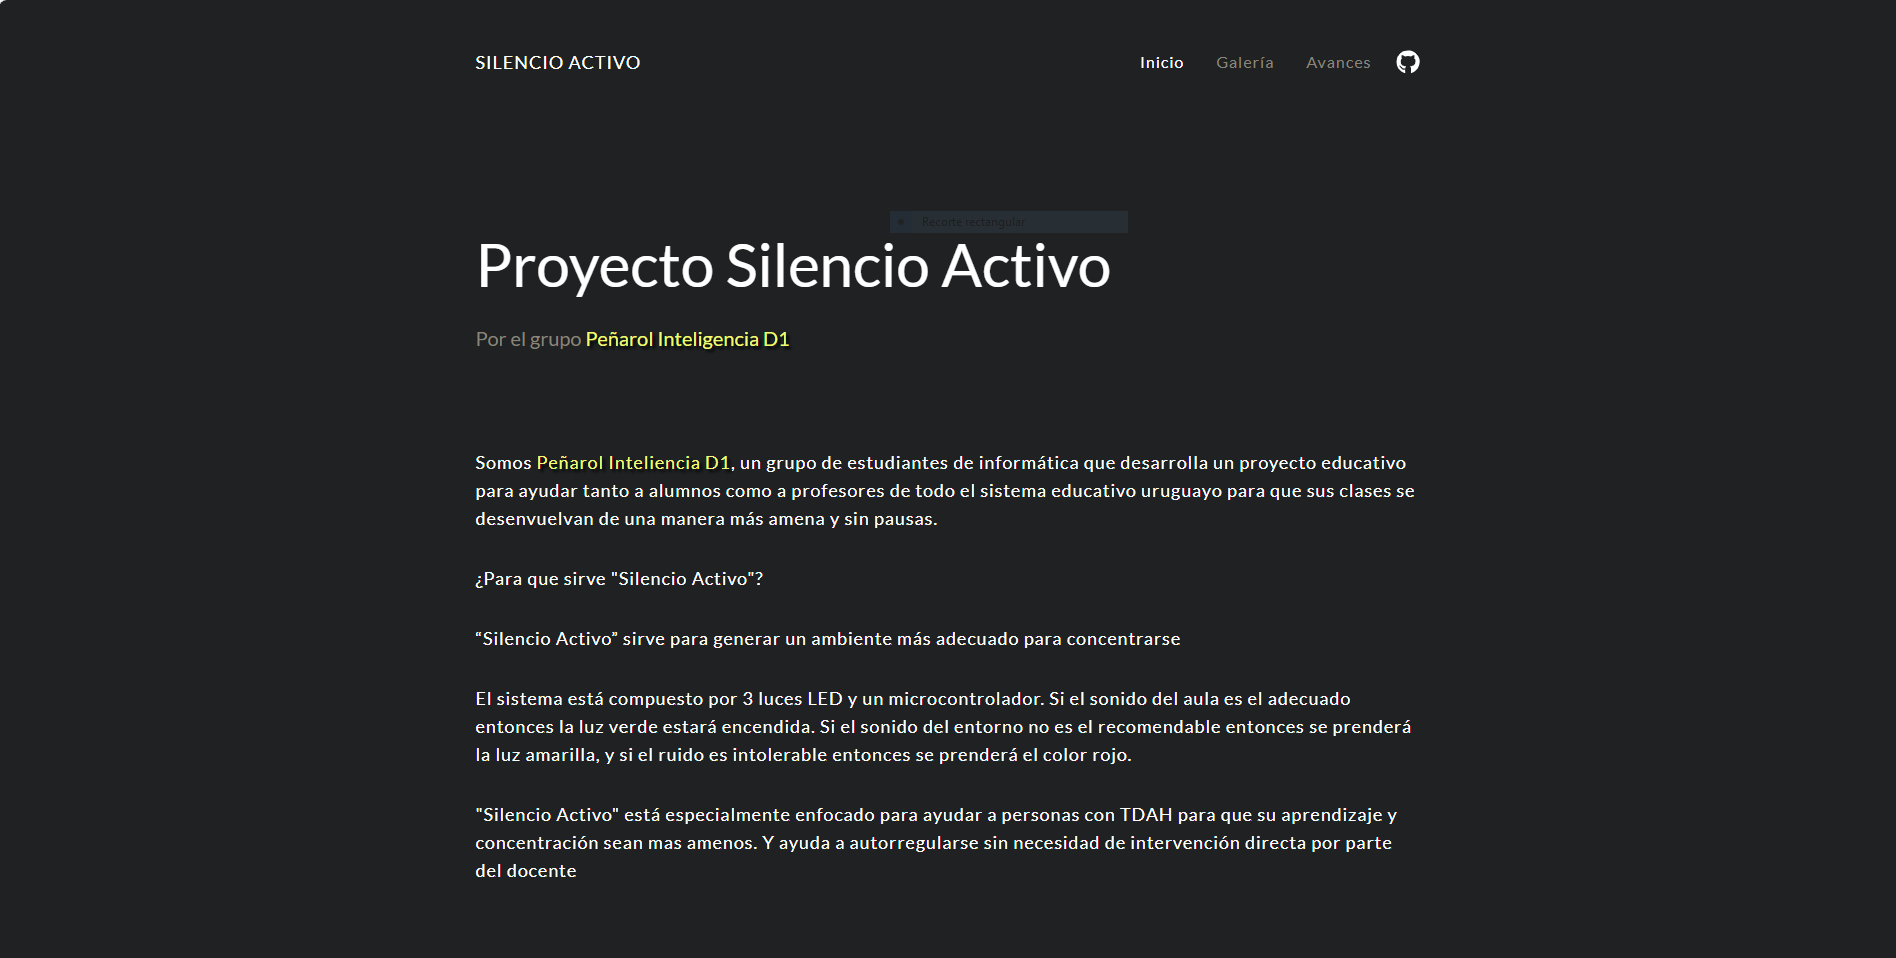 SILENCIO ACTIVO
Inicio
Galería
Avances
Recorte rectangular
Proyecto Silencio Activo
Por el grupo Peñarol Inteligencia D1
Somos Peñarol Inteliencia D1, un grupo de estudiantes de informática que desarrolla un proyecto educativo
para ayudar tanto a alumnos como a profesores de todo el sistema educativo uruguayo para que sus clases se
desenvuelvan de una manera más amena y sin pausas.
¿Para que sirve "Silencio Activo"?
“Silencio Activo” sirve para generar un ambiente más adecuado para concentrarse
El sistema está compuesto por 3 luces LED y un microcontrolador. Si el sonido del aula es el adecuado
entonces la luz verde estará encendida. Si el sonido del entorno no es el recomendable entonces se prenderá
la luz amarilla, y si el ruido es intolerable entonces se prenderá el color rojo.
"Silencio Activo" está especialmente enfocado para ayudar a personas con TDAH para que su aprendizaje y
concentración sean mas amenos. Y ayuda a autorregularse sin necesidad de intervención directa por parte
del docente